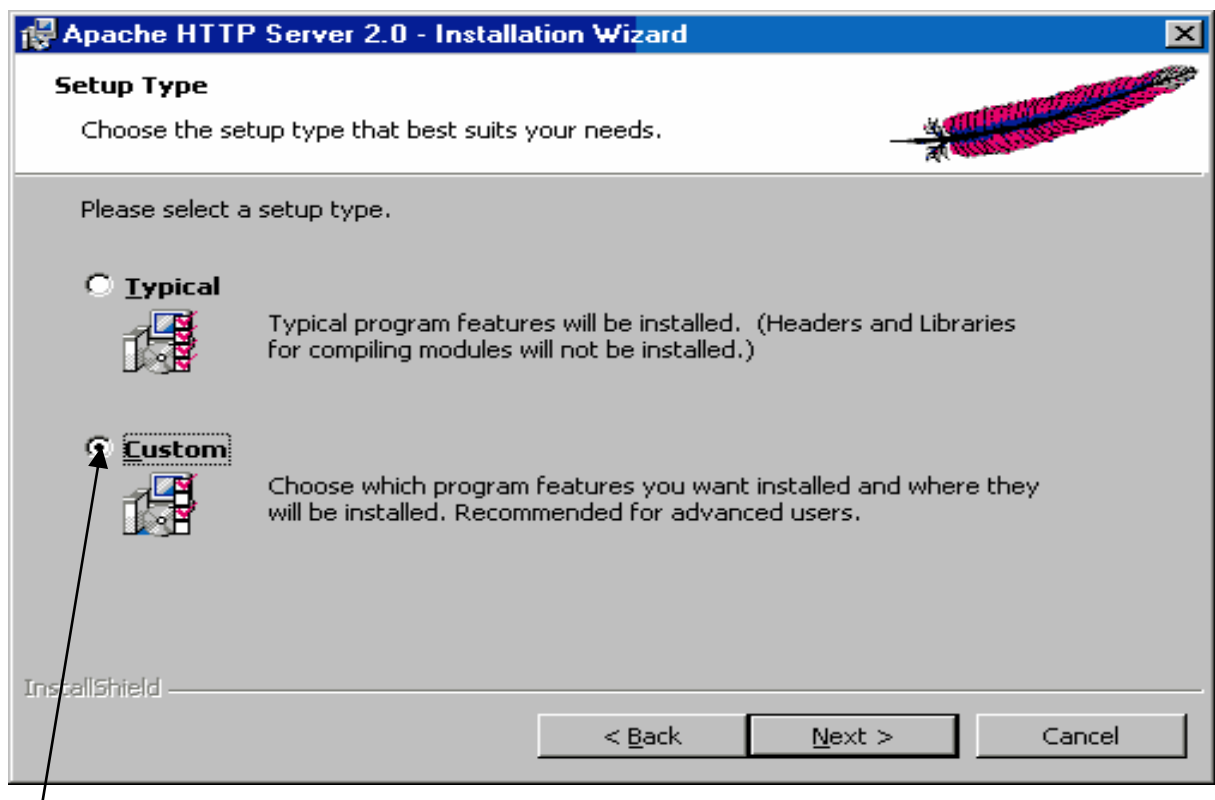 Apache HTTP Server 2.0 - Installation Wizard
Setup Type
Choose the setup type that best suits your needs.
Please select a setup type.
Typical
Typical program features will be installed. (Headers and Libraries
for compiling modules will not be installed.)
Custom
Choose which program features you want installed and where they
will be installed. Recommended for advanced users.
InstallShield
< Back
Next >
Cancel